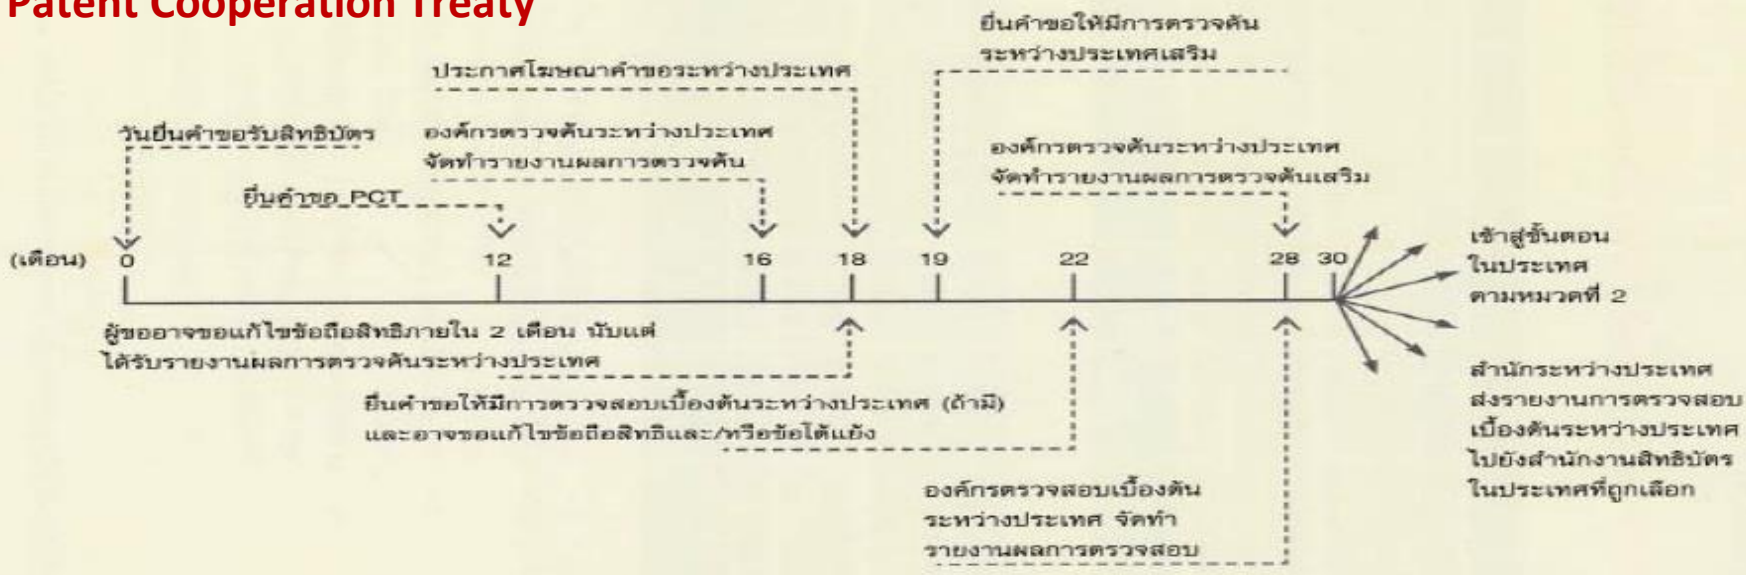 Patent Cooperation Treaty
ยื่นคำขอให้มีการตรวจค้น
ระหว่างประเทศเสริม
ประกาศโฆษณาคำขอระหว่างประเทศ
วันยื่นคำขอรับสิทธิบัตร
องค์กรตรวจค้นระหว่างประเทศ
จัดทำรายงานผลการตรวจค้น
องค์กรตรวจค้นระหว่างประเทศ
จัดทำรายงานผลการตรวจค้นเสริม
ยื่นคำขอ PCT
(เดือน) 0 12 16 18 19 22 28 30
เข้าสู่ขั้นตอน
ในประเทศ
ตามหมวดที่ 2
ผู้ขออาจขอแก้ไขข้อถือสิทธิภายใน 2 เดือน นับแต่
ได้รับรายงานผลการตรวจค้นระหว่างประเทศ
ยื่นคำขอให้มีการตรวจสอบเบื้องต้นระหว่างประเทศ (ถ้ามี)
และอาจขอแก้ไขข้อถือสิทธิและ/หรือข้อโต้แย้ง
องค์กรตรวจสอบเบื้องต้น
ระหว่างประเทศ จัดทำ
รายงานผลการตรวจสอบ
สำนักระหว่างประเทศ
ส่งรายงานการตรวจสอบ
เบื้องต้นระหว่างประเทศ
ไปยังสำนักงานสิทธิบัตร
ในประเทศที่ถูกเลือก